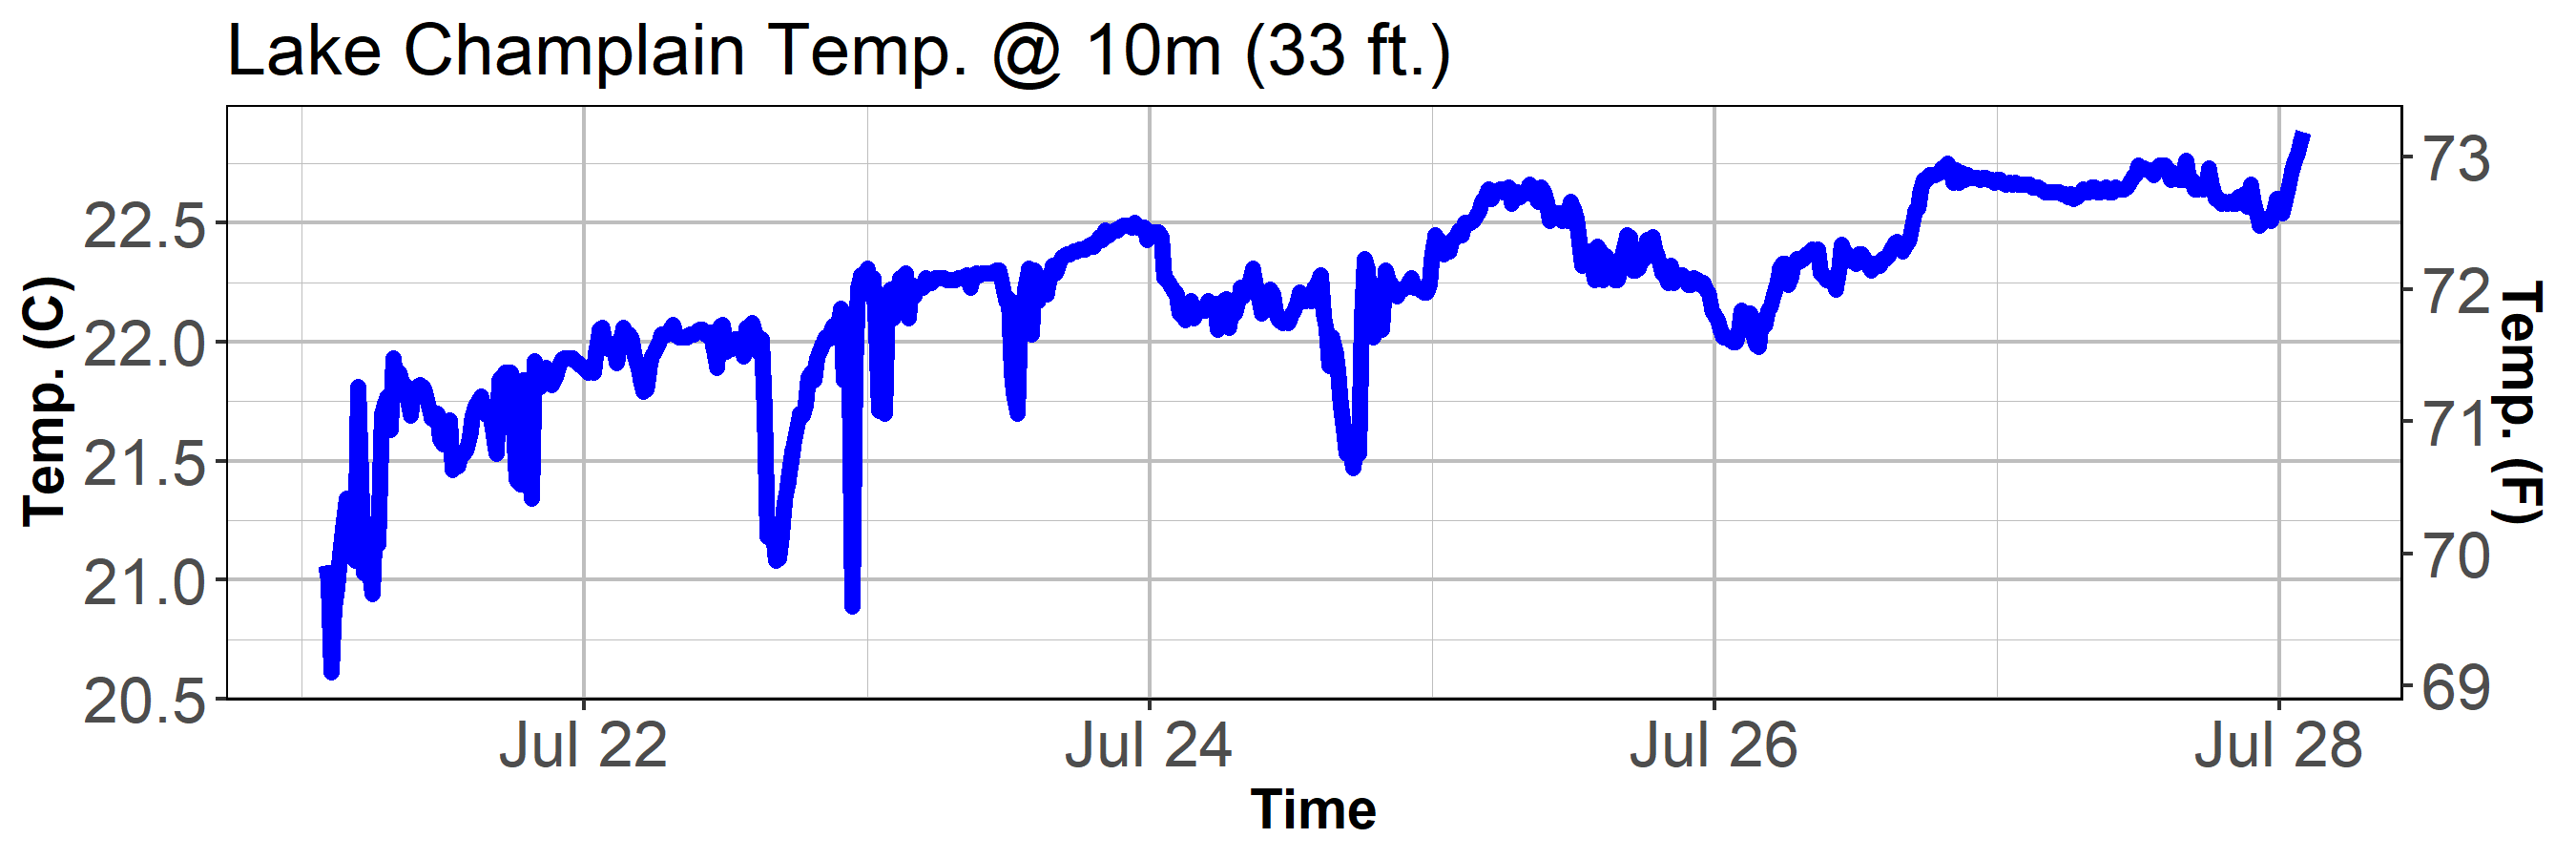 Lake Champlain Temp. @ 10m (33 ft.)
Temp. (C)
22.5
22.0
21.5
21.0
20.5
73
72
71
70
69
Temp. (F)
Jul 22 Jul 24 Jul 26 Jul 28
Time